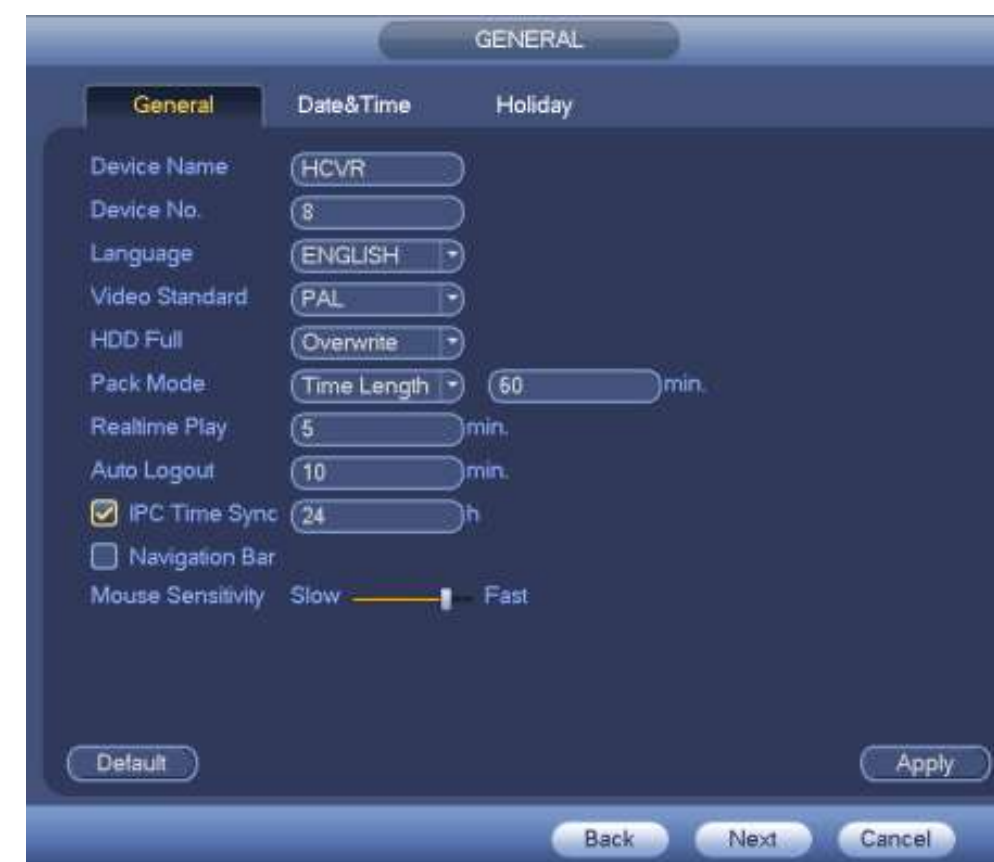 GENERAL
General Date&Time Holiday
Device Name HCVR
Device No. 8
Language ENGLISH
Video Standard PAL
HDD Full Overwrite
Pack Mode Time Length 60 min.
Realtime Play 5 min.
Auto Logout 10 min.
IPC Time Sync 24 h
Navigation Bar
Mouse Sensitivity Slow Fast
Default Apply
Back Next Cancel